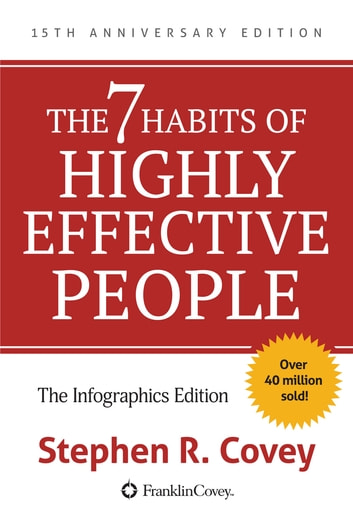 15TH ANNIVERSARY EDITION
THE 7 HABITS OF
HIGHLY
EFFECTIVE
PEOPLE
Over
40 million
sold!
The Infographics Edition
Stephen R. Covey
FranklinCovey™